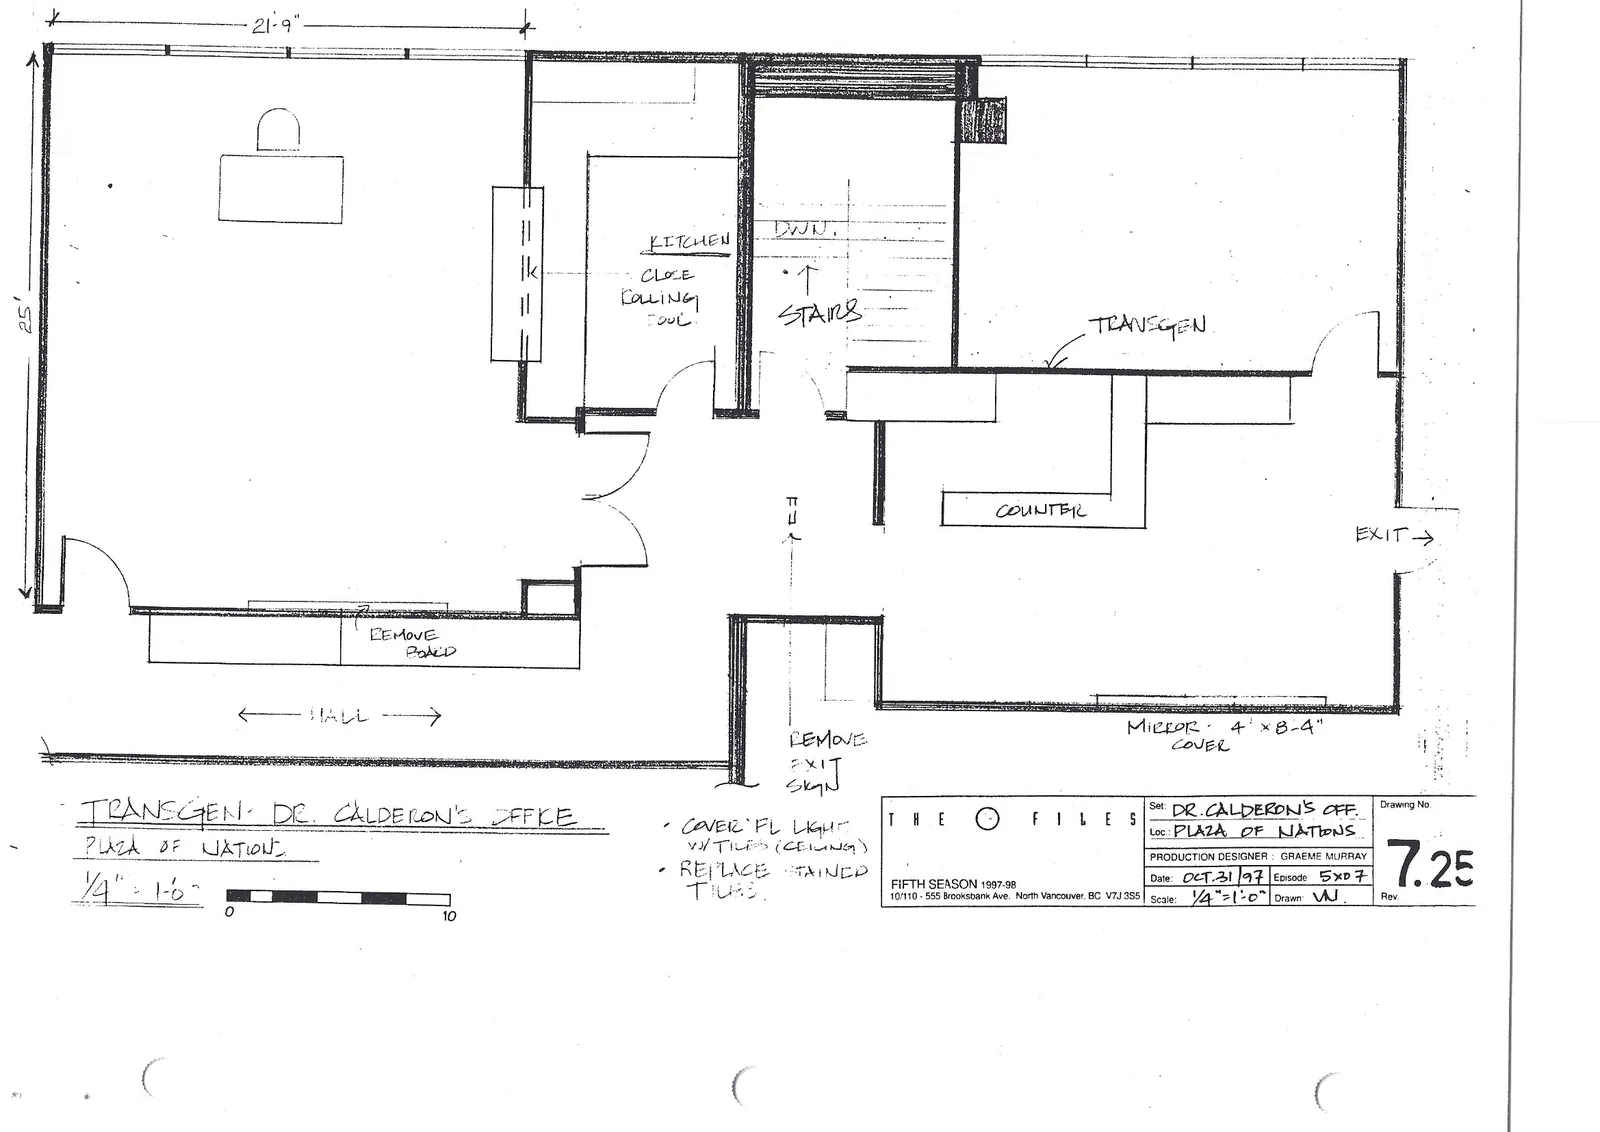 21'-9"
25'
KITCHEN
CLOSE
ROLLING
DOOR
DWN.
STAIRS
TRANSGEN
COUNTER
EXIT →
REMOVE
BOARD
← HALL →
REMOVE
EXIT
SIGN
MIRROR - 4' x 8'-4"
COVER
TRANSGEN - DR. CALDERON'S OFFICE
PLAZA OF NATIONS
1/4" = 1'-0"
0 10
• COVER FL LIGHT
W/ TILES (CEILING)
• REPLACE STAINED
TILES.
THE X FILES
FIFTH SEASON 1997-98
10/110 - 555 Brooksbank Ave. North Vancouver, BC V7J 3S5
Set: DR. CALDERON'S OFF.
Loc.: PLAZA OF NATIONS
PRODUCTION DESIGNER : GRAEME MURRAY
Date: OCT. 31/97 Episode 5X07
Scale: 1/4"=1'-0" Drawn: VN.
Drawing No.
7.25
Rev.